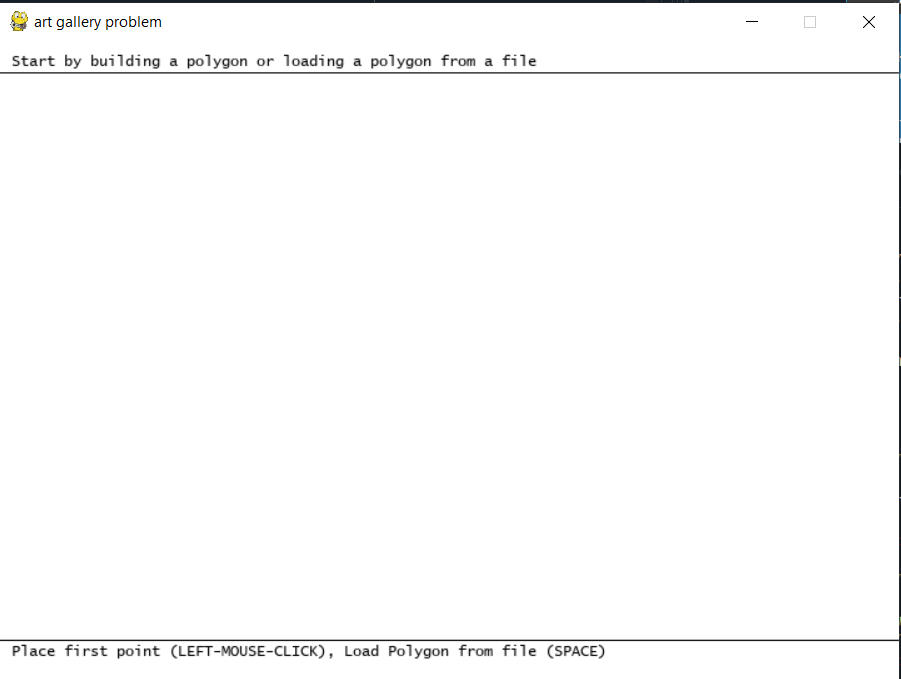 art gallery problem
Start by building a polygon or loading a polygon from a file
Place first point (LEFT-MOUSE-CLICK), Load Polygon from file (SPACE)